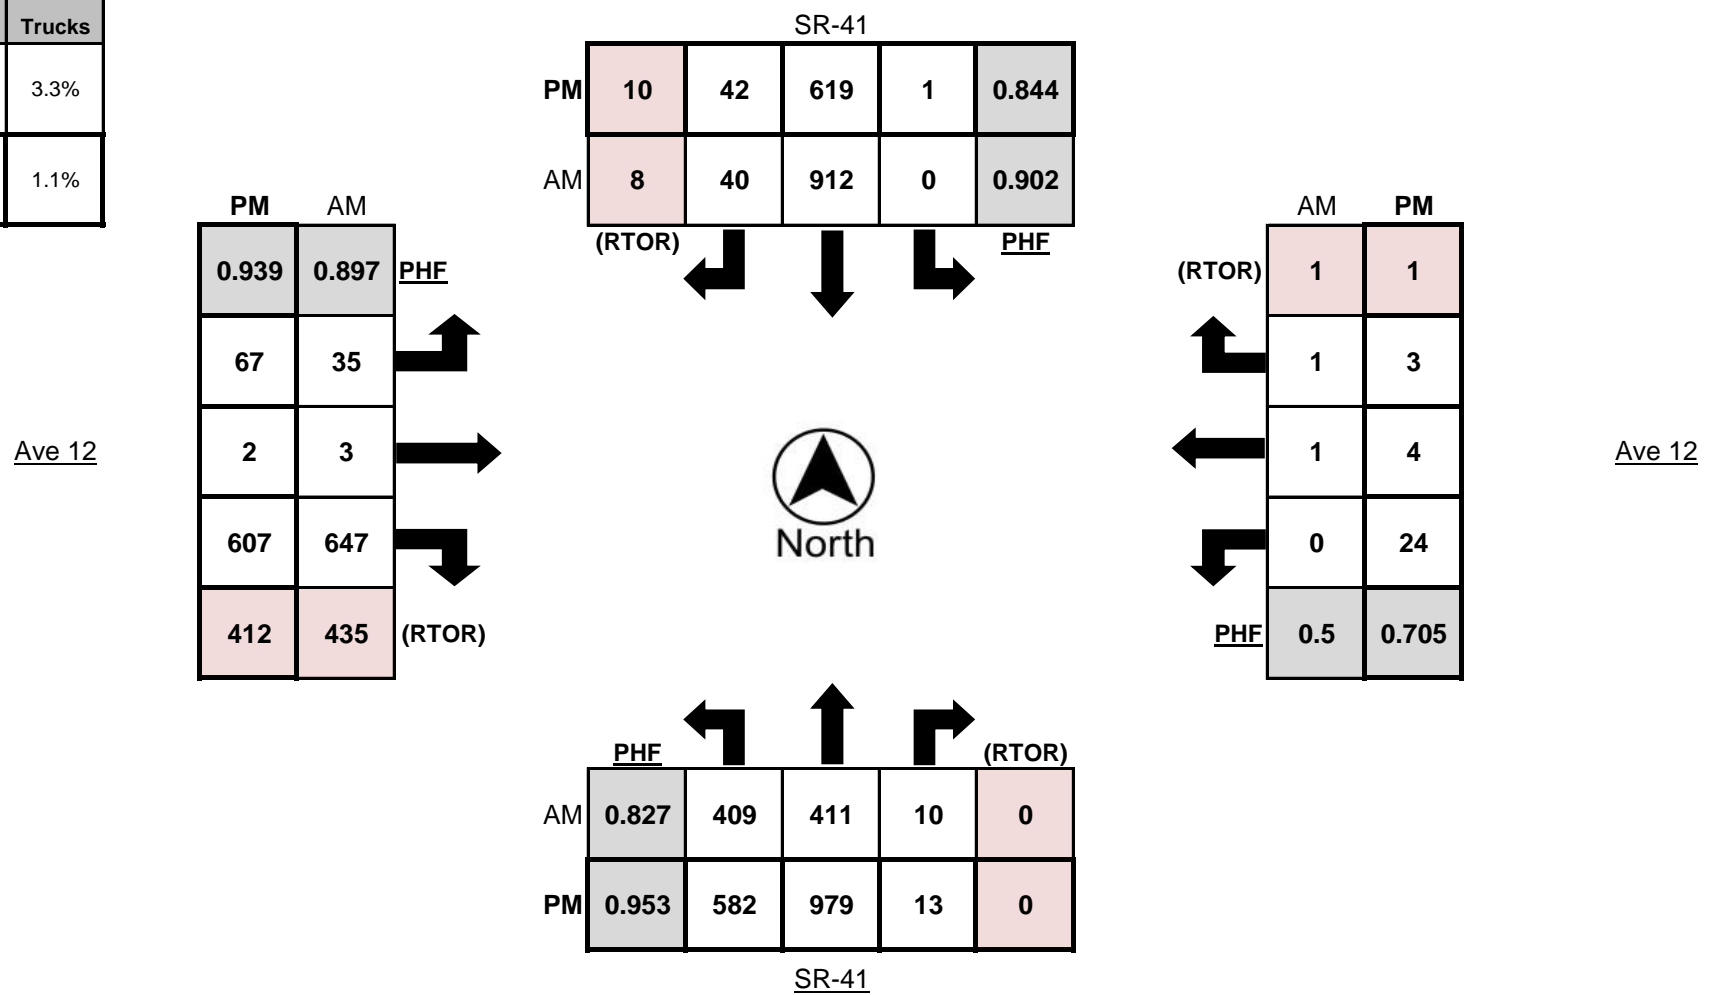 Trucks
3.3%
1.1%
SR-41
PM 10 42 619 1 0.844
AM 8 40 912 0 0.902
(RTOR) PHF
PM AM
0.939 0.897 PHF
67 35
2 3
607 647
412 435 (RTOR)
Ave 12
North
AM PM
(RTOR) 1 1
1 3
1 4
0 24
PHF 0.5 0.705
Ave 12
PHF (RTOR)
AM 0.827 409 411 10 0
PM 0.953 582 979 13 0
SR-41